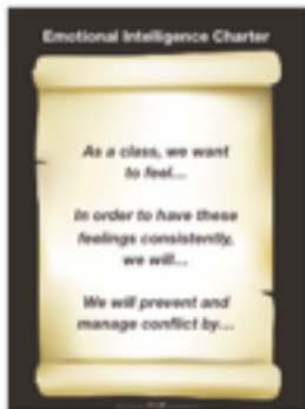 Emotional Intelligence Charter
As a class, we want
to feel...
In order to have these
feelings consistently,
we will...
We will prevent and
manage conflict by...